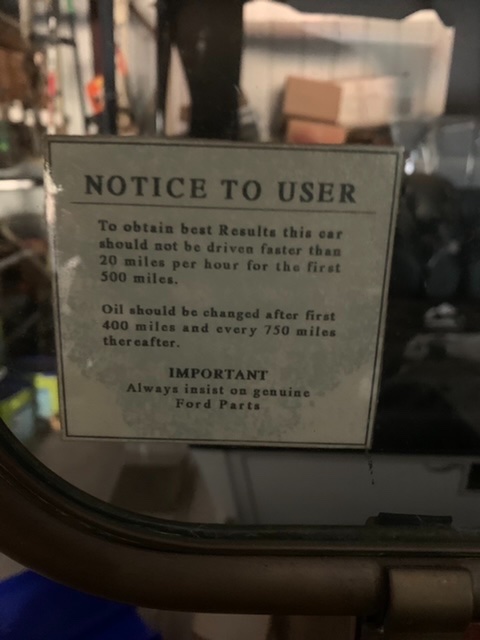 NOTICE TO USER
To obtain best Results this car
should not be driven faster than
20 miles per hour for the first
500 miles.
Oil should be changed after first
400 miles and every 750 miles
thereafter.
IMPORTANT
Always insist on genuine
Ford Parts